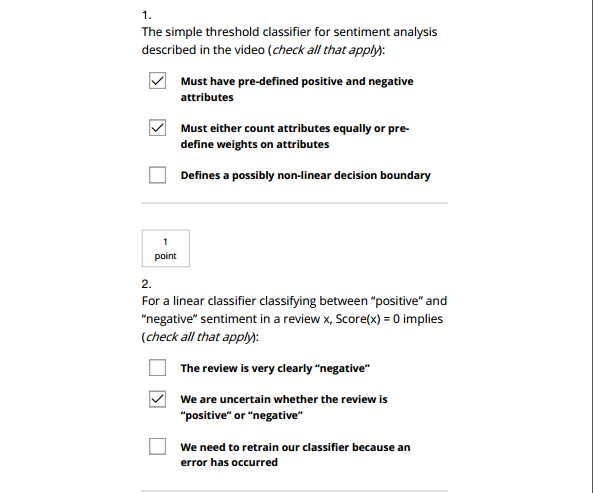 1.
The simple threshold classifier for sentiment analysis
described in the video (check all that apply):
Must have pre-defined positive and negative
attributes
Must either count attributes equally or pre-
define weights on attributes
Defines a possibly non-linear decision boundary
1
point
2.
For a linear classifier classifying between “positive” and
“negative” sentiment in a review x, Score(x) = 0 implies
(check all that apply):
The review is very clearly “negative”
We are uncertain whether the review is
“positive” or “negative”
We need to retrain our classifier because an
error has occurred